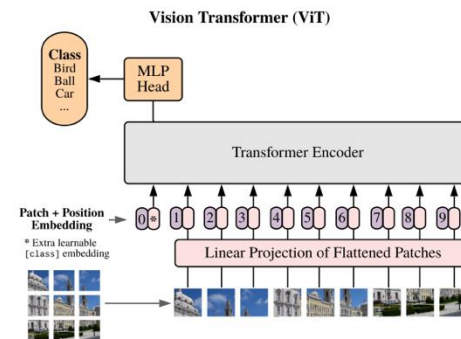 Vision Transformer (ViT)
Class
Bird
Ball
Car
...
MLP
Head
Transformer Encoder
Patch + Position
Embedding
0 * 1 2 3 4 5 6 7 8 9
* Extra learnable
[class] embedding
Linear Projection of Flattened Patches